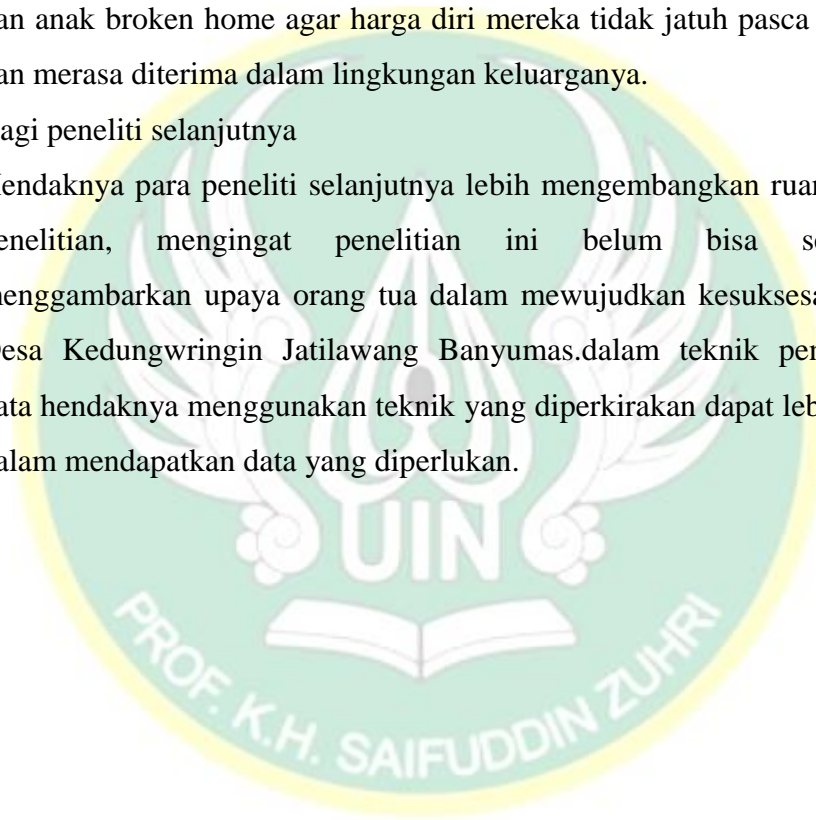 an anak broken home agar harga diri mereka tidak jatuh pasca
an merasa diterima dalam lingkungan keluarganya.
agi peneliti selanjutnya
endaknya para peneliti selanjutnya lebih mengembangkan ruan
enelitian, mengingat penelitian ini belum bisa se
enggambarkan upaya orang tua dalam mewujudkan kesuksesa
esa Kedungwringin Jatilawang Banyumas.dalam teknik pen
ata hendaknya menggunakan teknik yang diperkirakan dapat leb
alam mendapatkan data yang diperlukan.
UIN
PROF. K.H. SAIFUDDIN ZUHRI